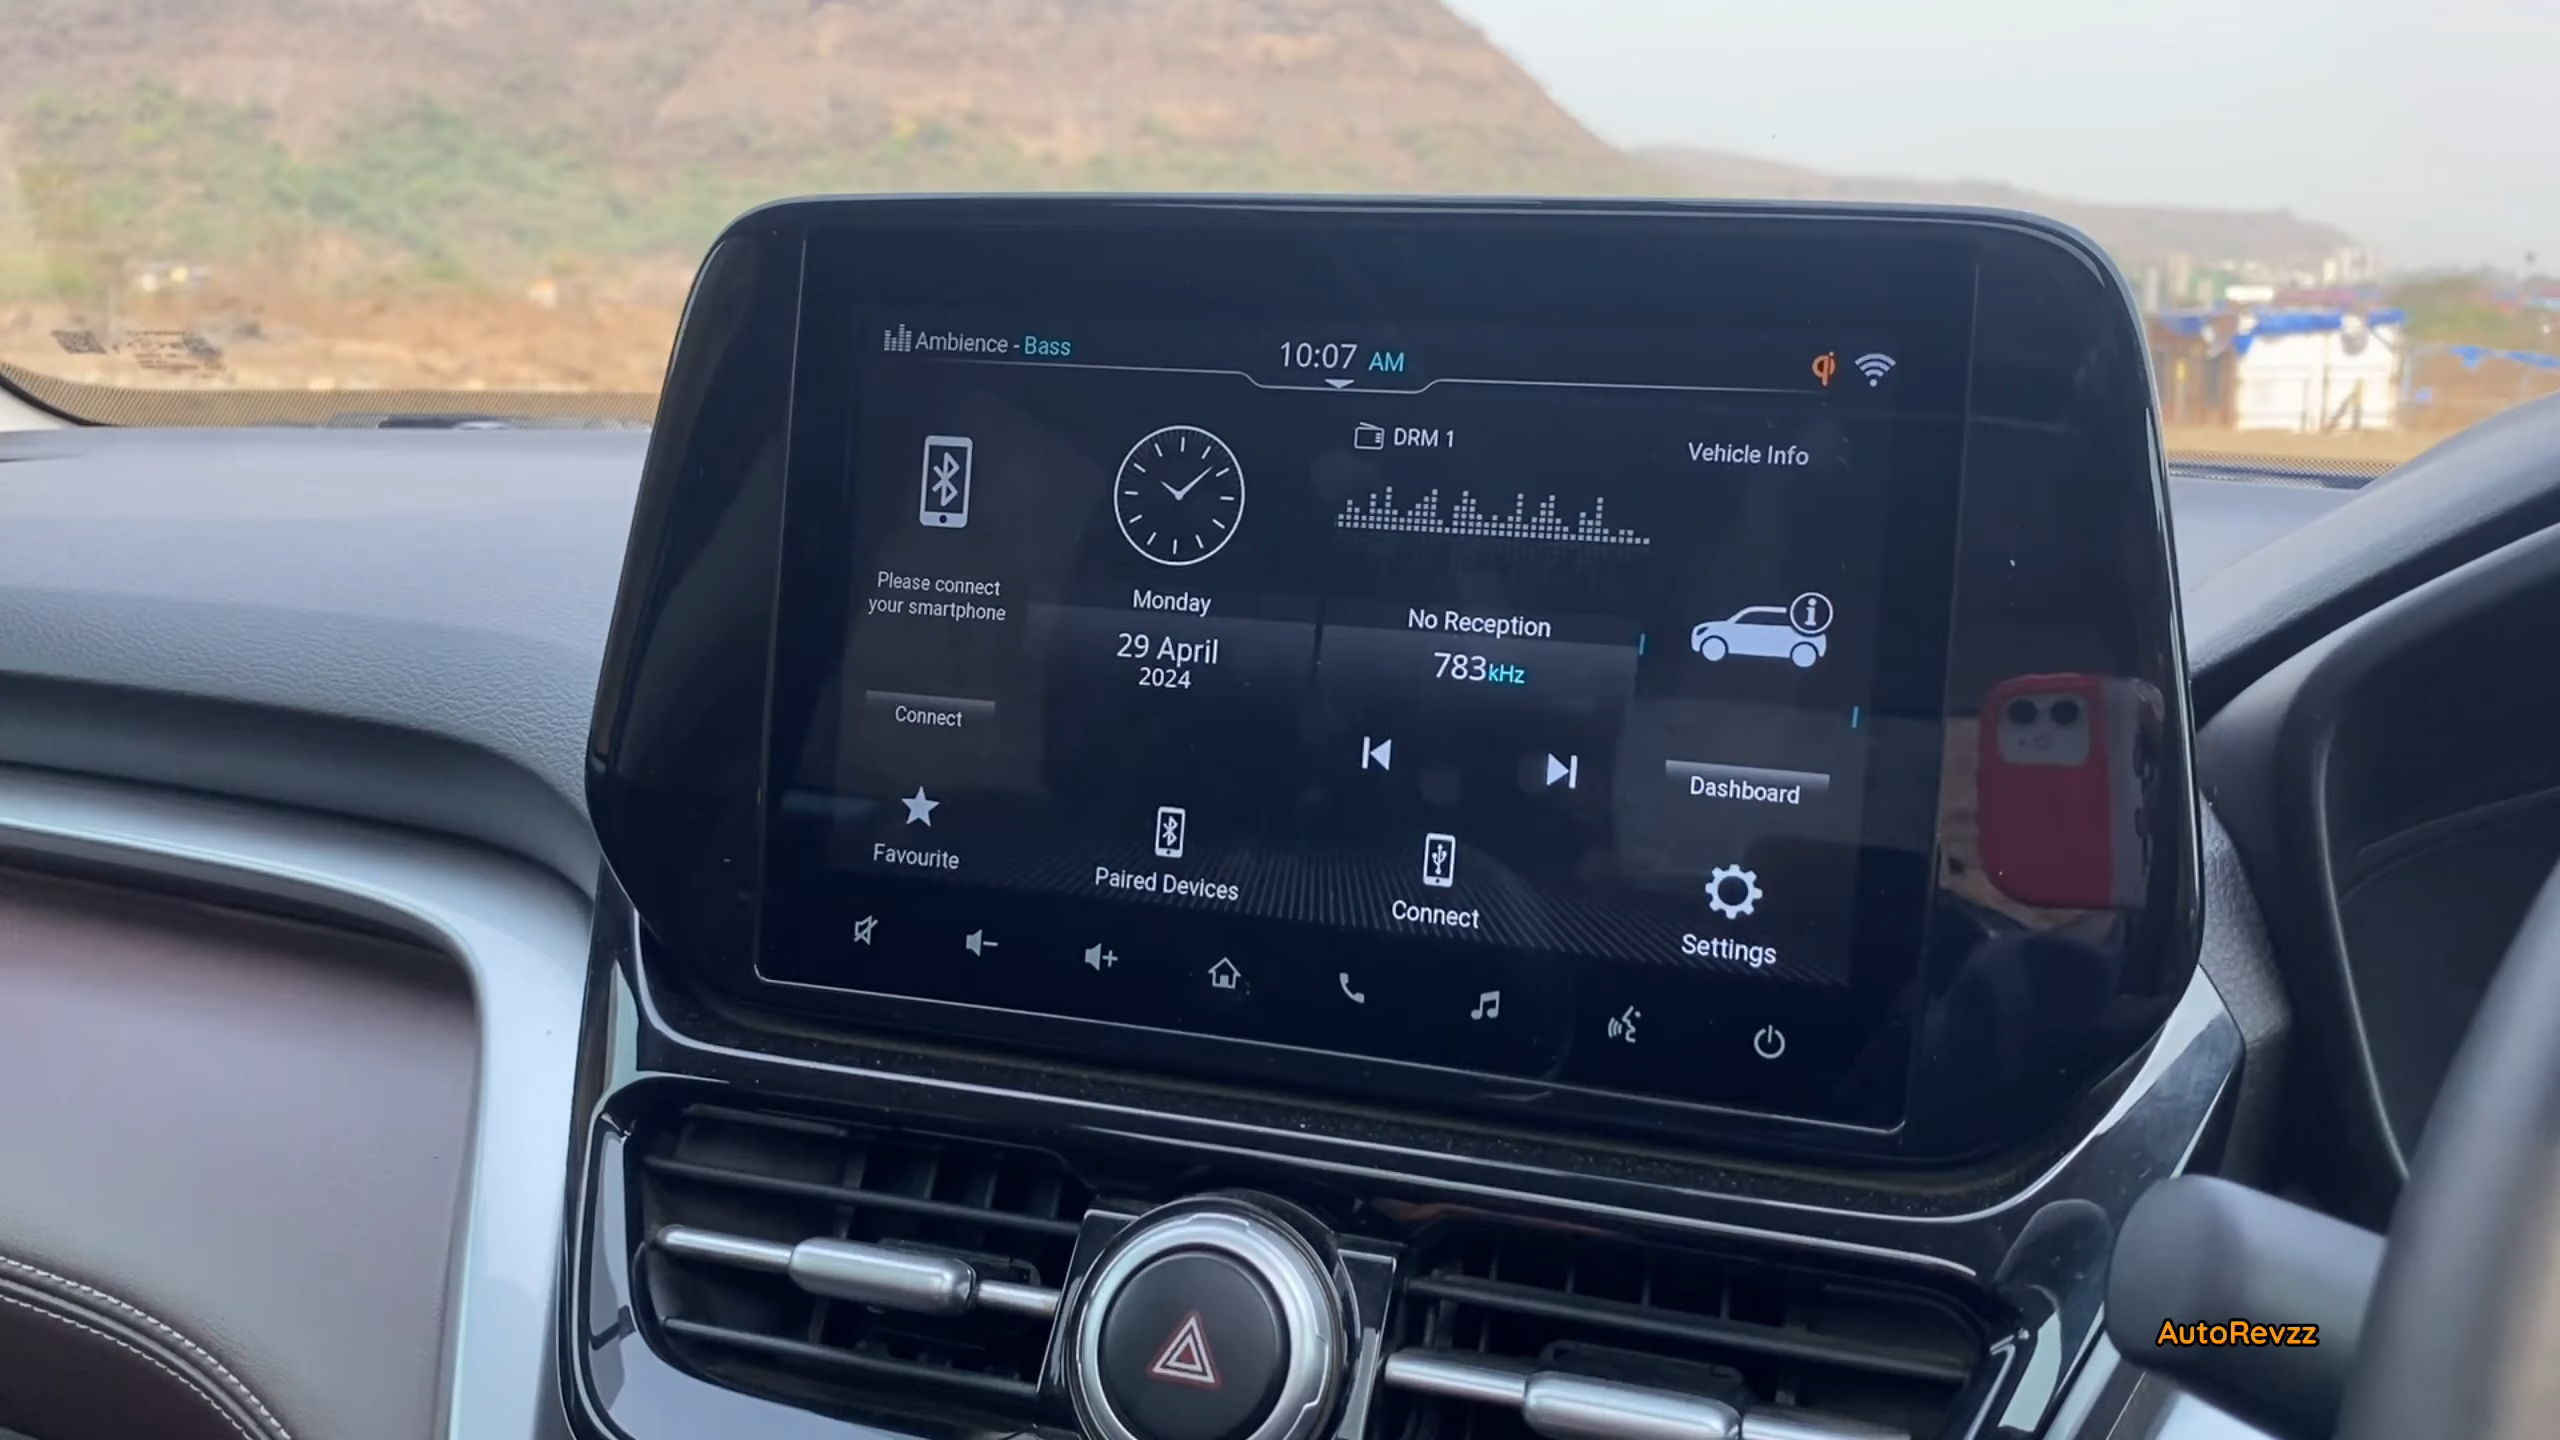 Ambience - Bass
10:07 AM
Please connect
your smartphone
Connect
Monday
29 April
2024
DRM 1
No Reception
783kHz
Vehicle Info
Dashboard
Favourite
Paired Devices
Connect
Settings
AutoRevzz